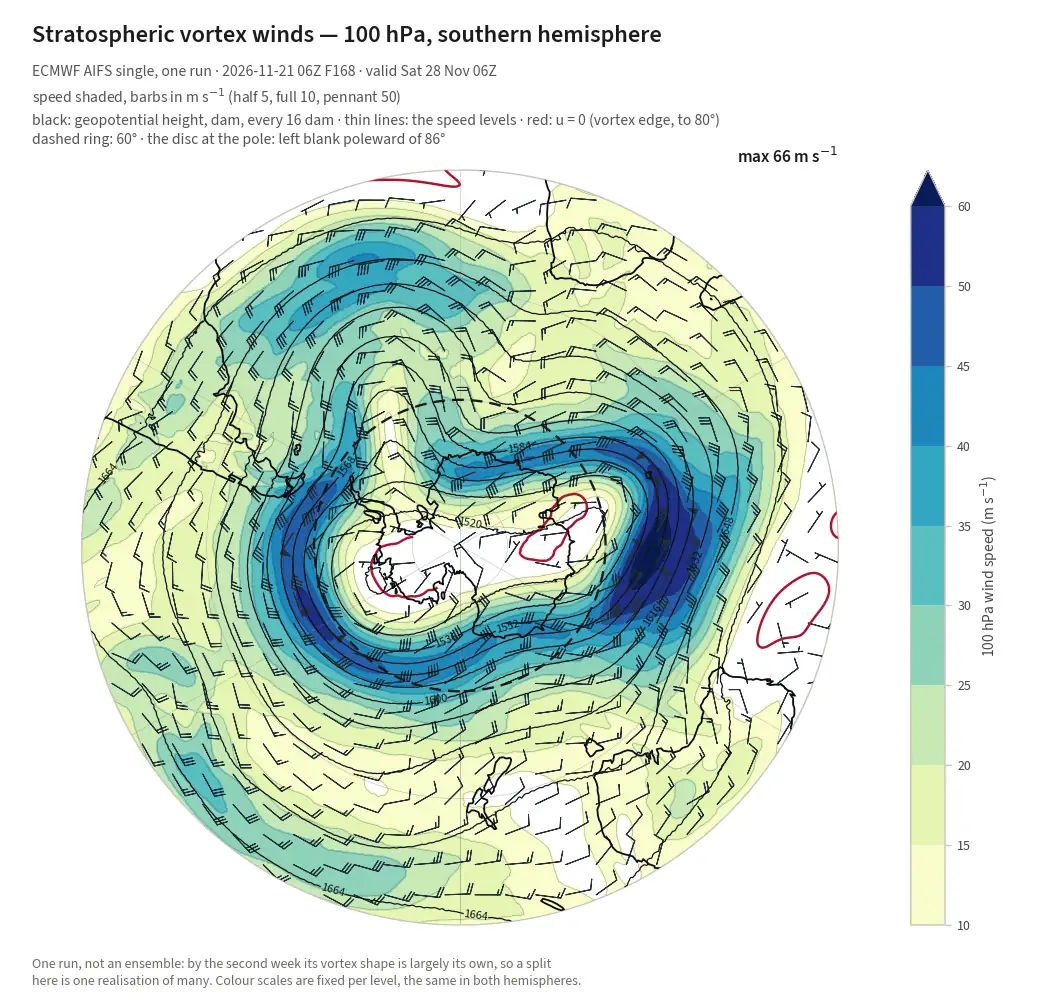 Stratospheric vortex winds — 100 hPa, southern hemisphere
ECMWF AIFS single, one run · 2026-11-21 06Z F168 · valid Sat 28 Nov 06Z
speed shaded, barbs in m s−1 (half 5, full 10, pennant 50)
black: geopotential height, dam, every 16 dam · thin lines: the speed levels · red: u = 0 (vortex edge, to 80°)
dashed ring: 60° · the disc at the pole: left blank poleward of 86°
max 66 m s−1
60
50
45
40
35
30
25
20
15
10
100 hPa wind speed (m s−1)
1584
1568
1664
1520
1648
1632
1616
1532
1600
1664
1664
One run, not an ensemble: by the second week its vortex shape is largely its own, so a split
here is one realisation of many. Colour scales are fixed per level, the same in both hemispheres.